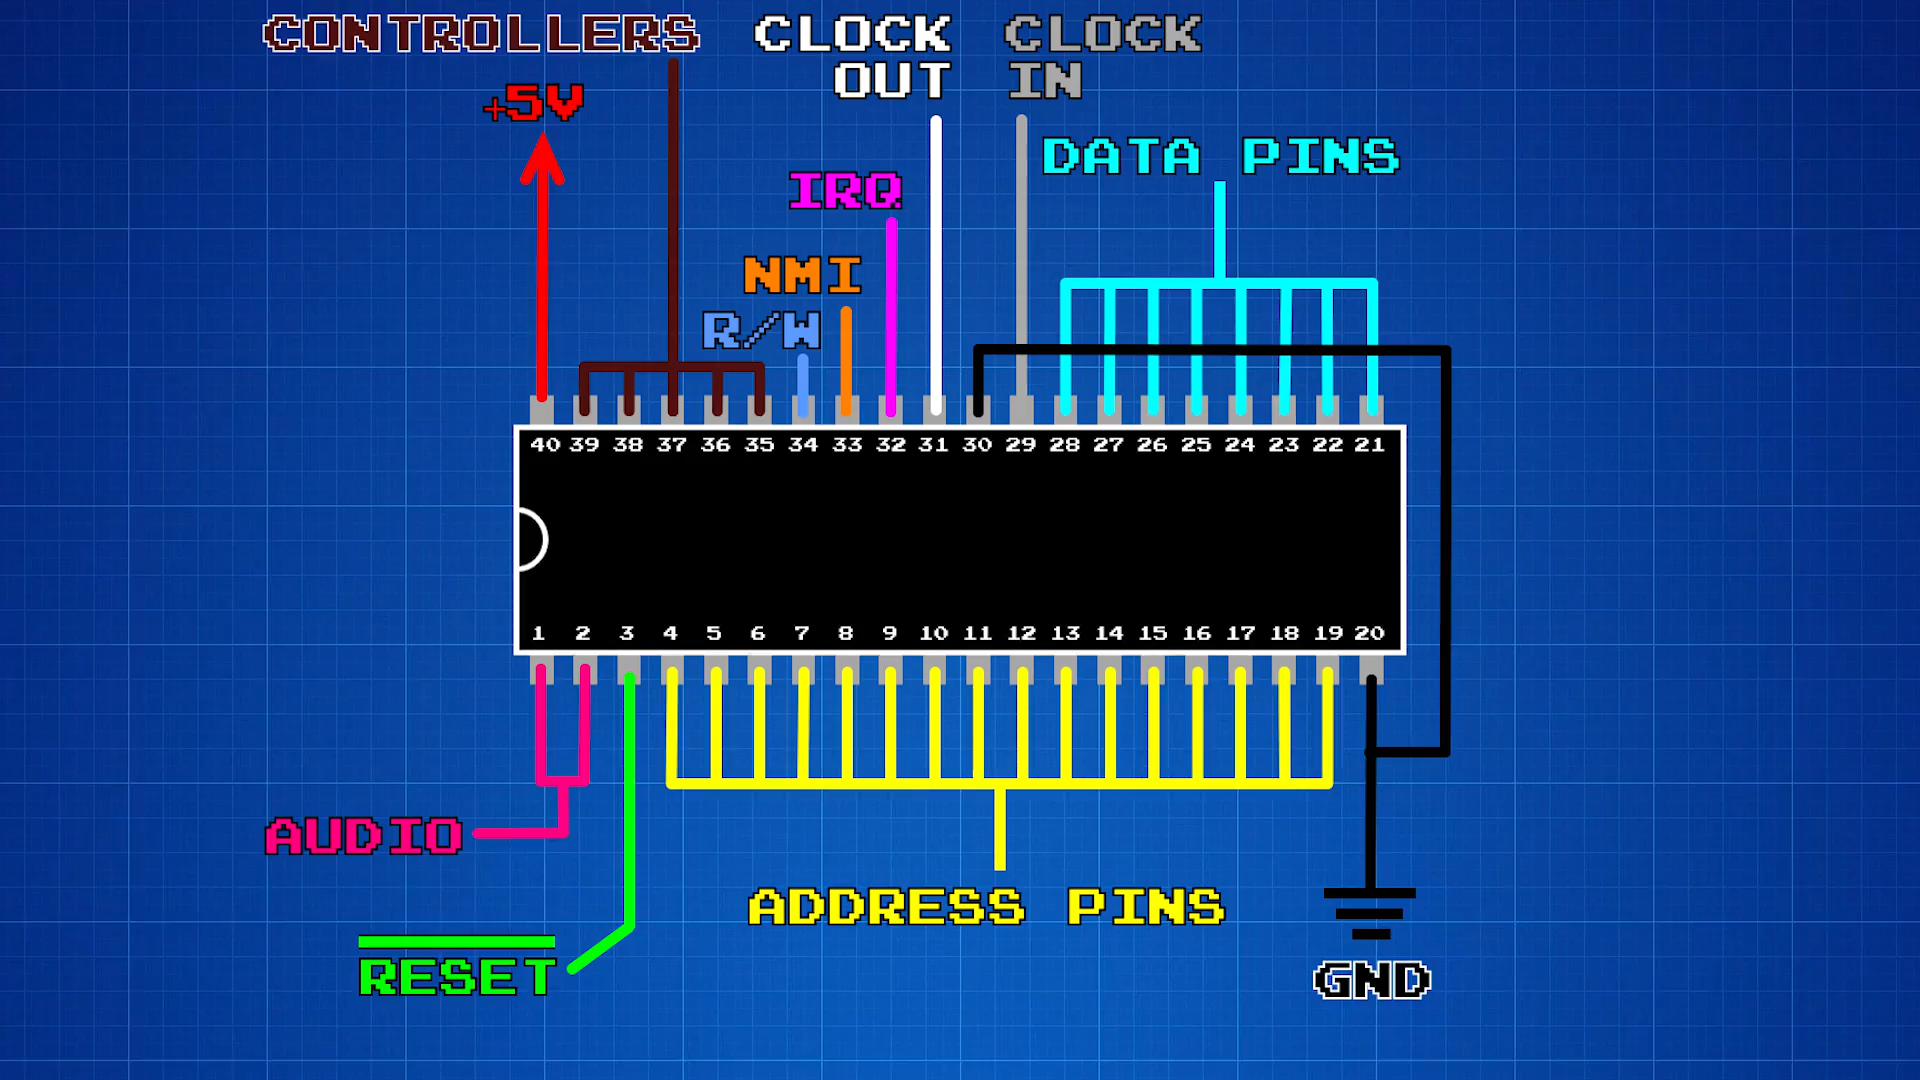 CONTROLLERS
CLOCK
OUT
CLOCK
IN
+5V
DATA PINS
IRQ
NMI
R/W
40 39 38 37 36 35 34 33 32 31 30 29 28 27 26 25 24 23 22 21
1 2 3 4 5 6 7 8 9 10 11 12 13 14 15 16 17 18 19 20
AUDIO
ADDRESS PINS
RESET
GND